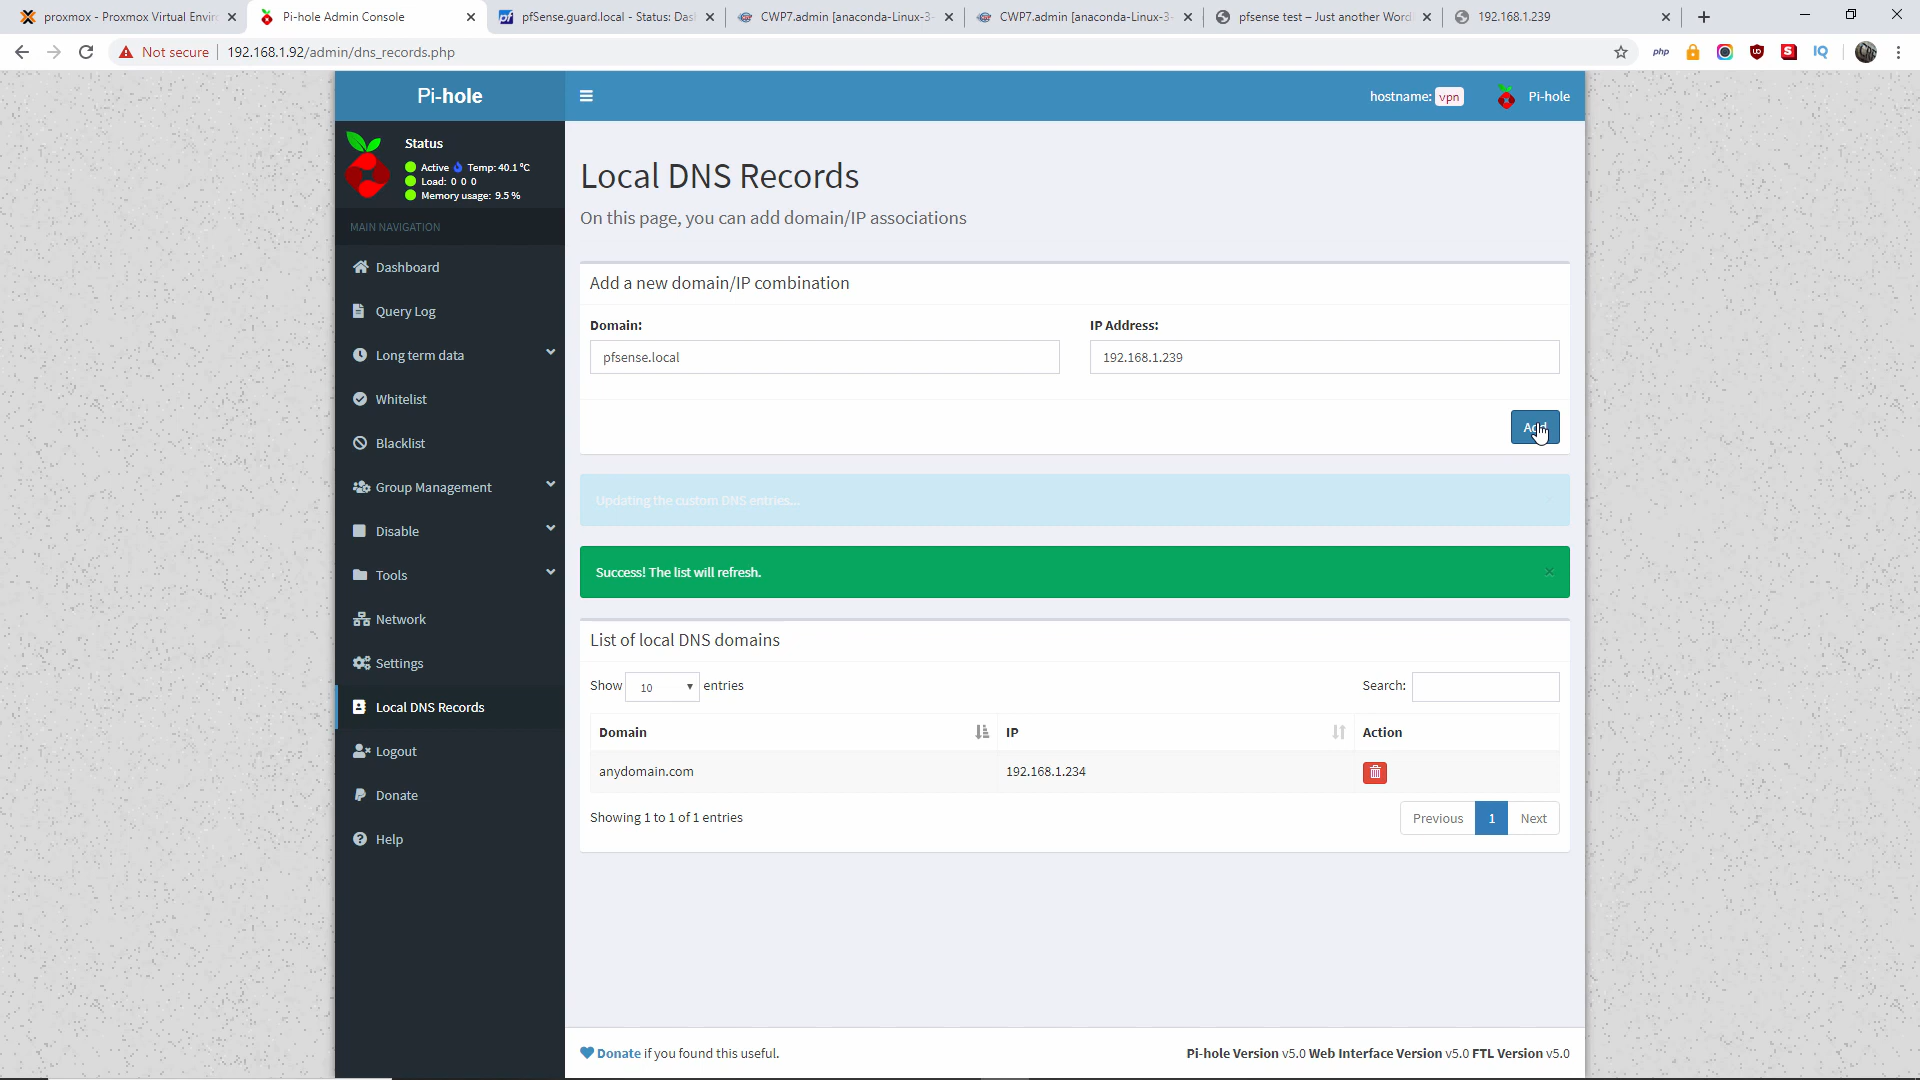 proxmox - Proxmox Virtual Envir
Pi-hole Admin Console
pfSense.guard.local - Status: Das
CWP7.admin [anaconda-Linux-3-
CWP7.admin [anaconda-Linux-3-
pfsense test – Just another Word
192.168.1.239
Not secure
192.168.1.92/admin/dns_records.php
php
IQ
Pi-hole
hostname: vpn
Pi-hole
Status
Active Temp: 40.1 °C
Load: 0 0 0
Memory usage: 9.5 %
MAIN NAVIGATION
Dashboard
Query Log
Long term data
Whitelist
Blacklist
Group Management
Disable
Tools
Network
Settings
Local DNS Records
Logout
Donate
Help
Local DNS Records
On this page, you can add domain/IP associations
Add a new domain/IP combination
Domain:
IP Address:
pfsense.local
192.168.1.239
Add
Updating the custom DNS entries...
Success! The list will refresh.
×
List of local DNS domains
Show 10 entries
Search:
Domain
IP
Action
anydomain.com
192.168.1.234
Showing 1 to 1 of 1 entries
Previous
1
Next
Donate if you found this useful.
Pi-hole Version v5.0 Web Interface Version v5.0 FTL Version v5.0